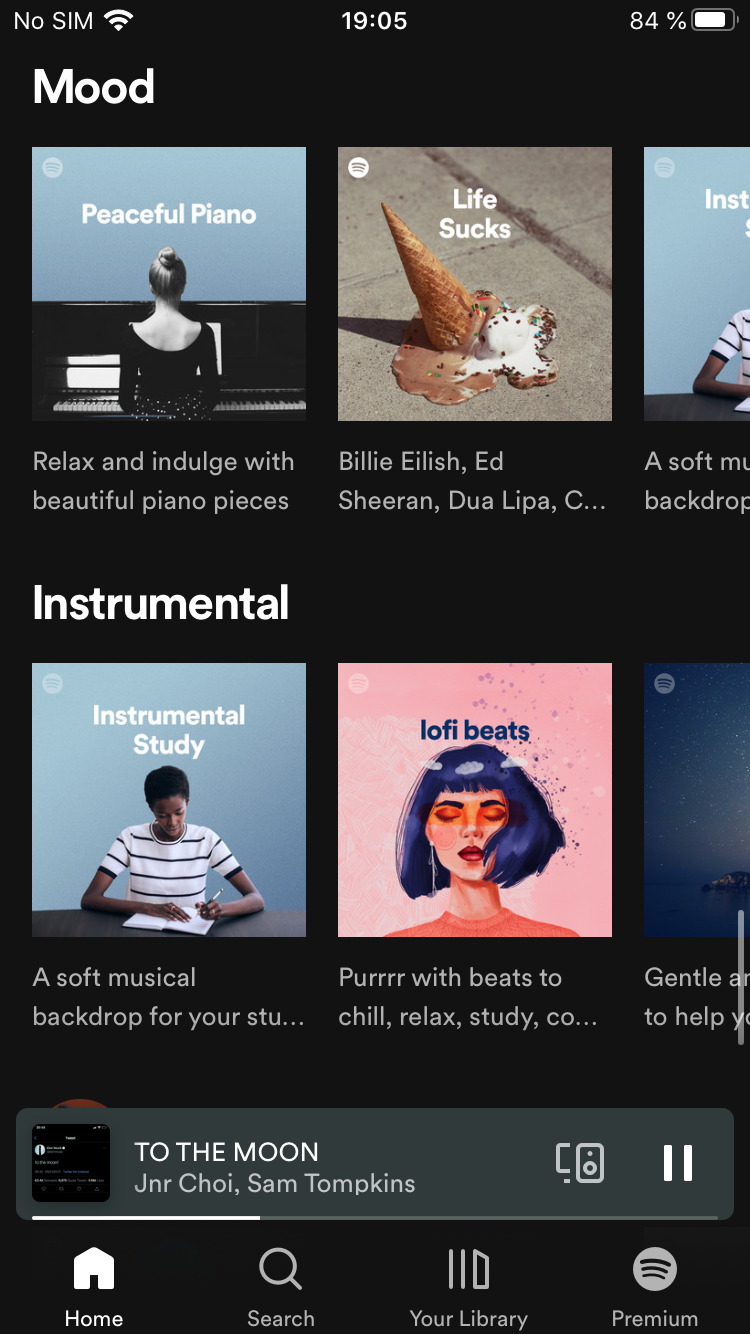 No SIM 19:05 84 %
Mood
Peaceful Piano
Life
Sucks
Relax and indulge with
beautiful piano pieces
Billie Eilish, Ed
Sheeran, Dua Lipa, C...
A soft
backdrop
Instrumental
Instrumental
Study
lofi beats
A soft musical
backdrop for your stu...
Purrrr with beats to
chill, relax, study, co...
Gentle
to help
TO THE MOON
Jnr Choi, Sam Tompkins
Home
Search
Your Library
Premium